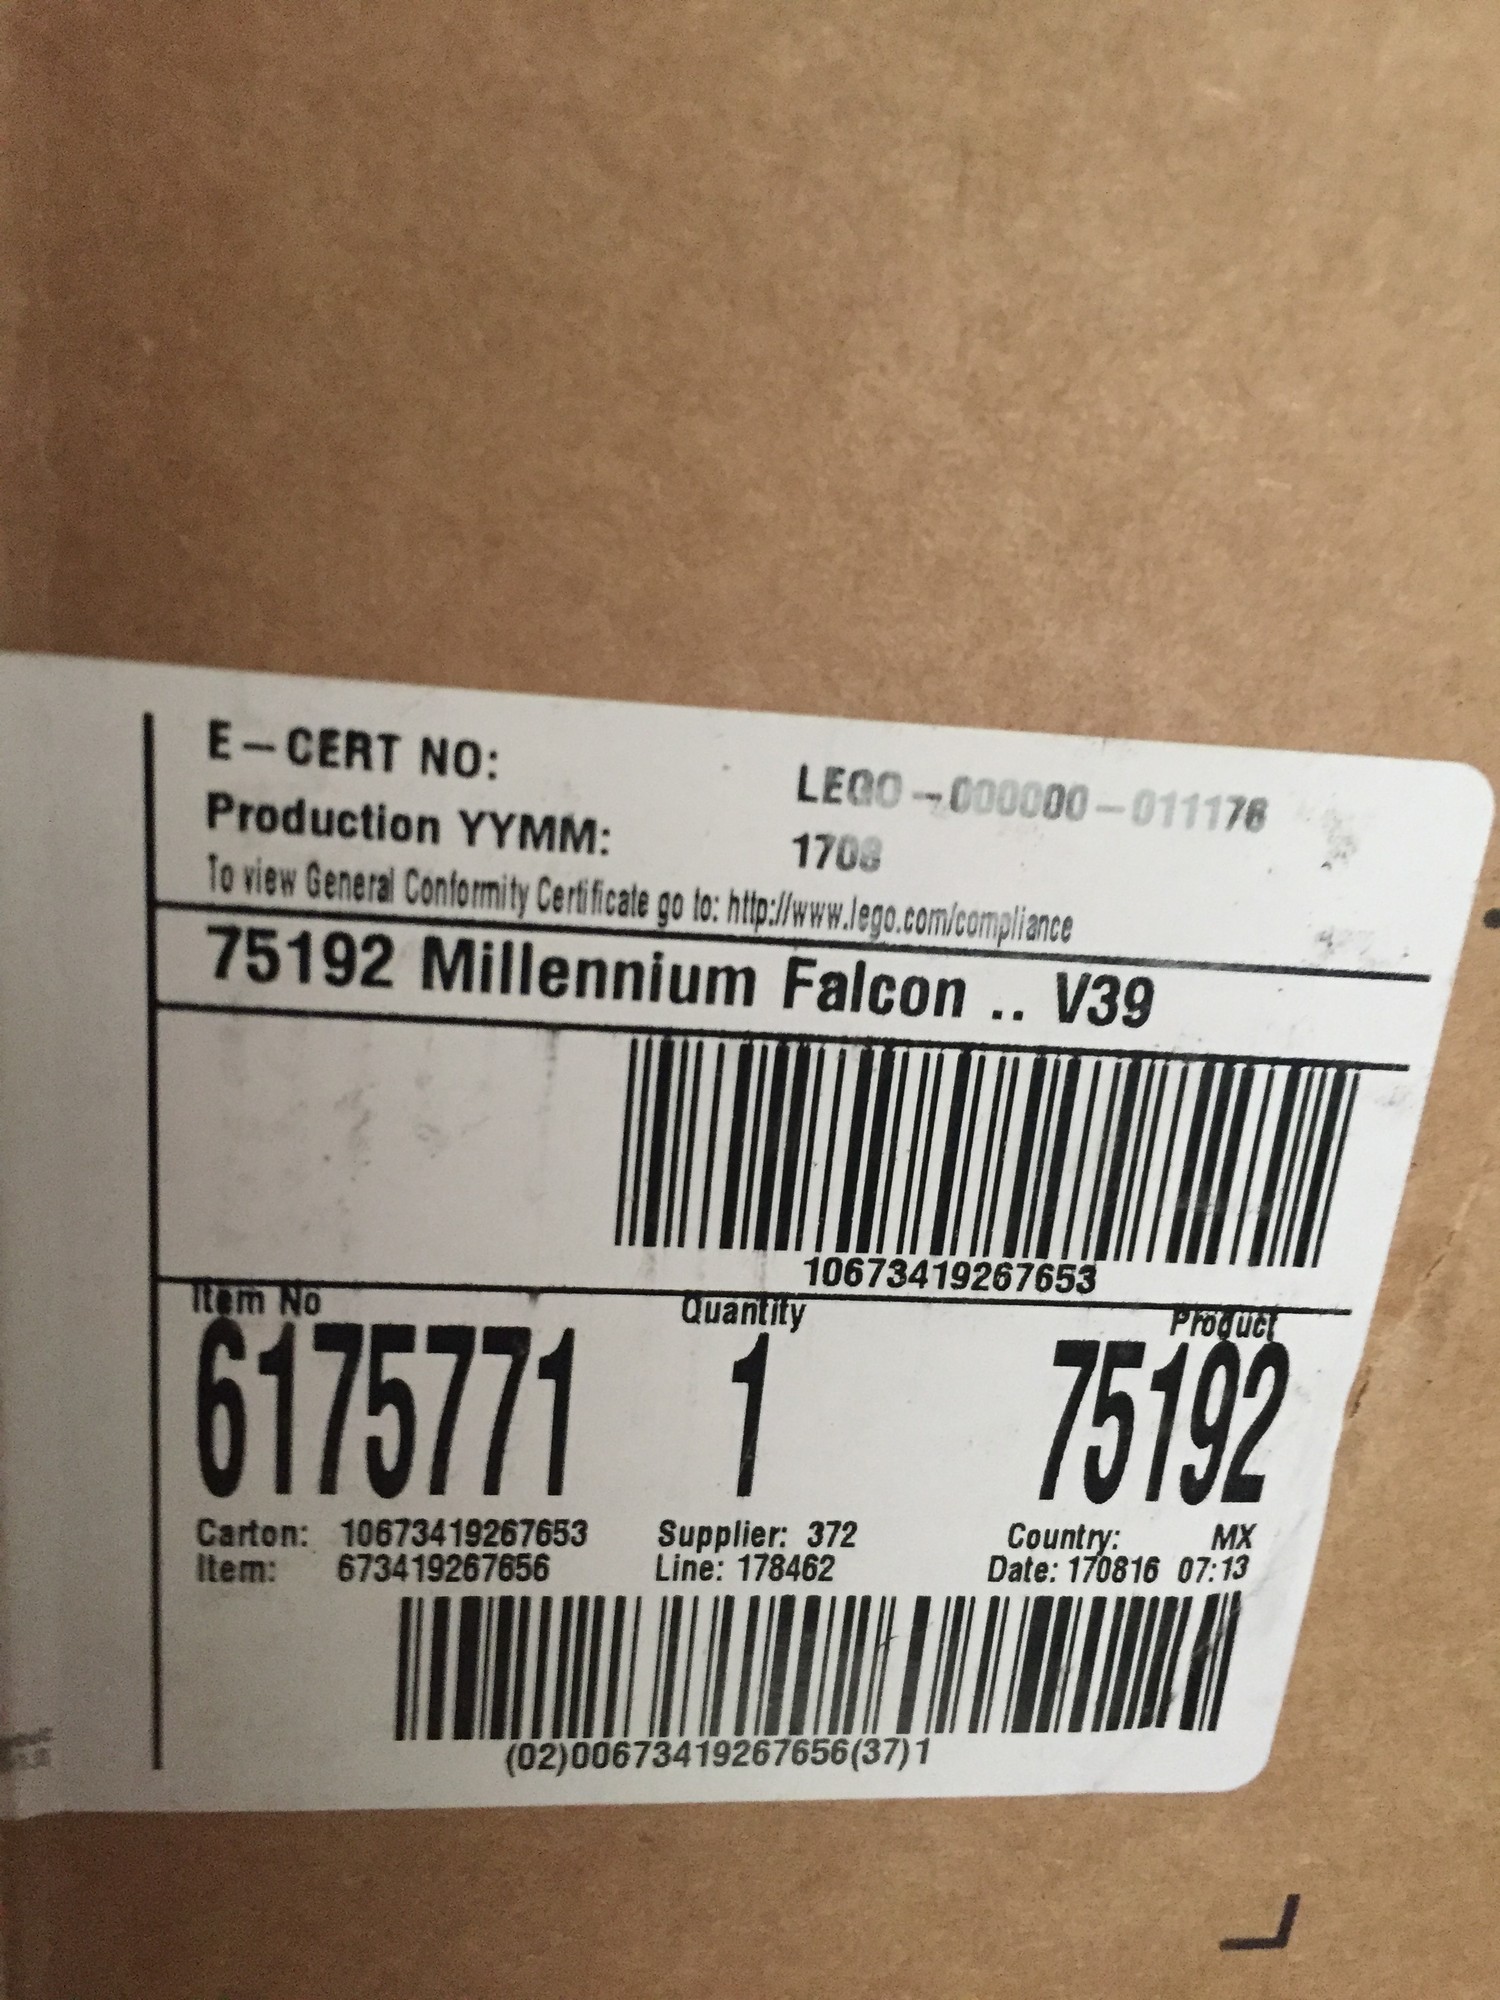 E-CERT NO: LEGO-000000-011176
Production YYMM: 1708
To view General Conformity Certificate go to: http://www.lego.com/compliance
75192 Millennium Falcon .. V39
10673419267653
Item No Quantity Product
6175771 1 75192
Carton: 10673419267653 Supplier: 372 Country: MX
Item: 673419267656 Line: 178462 Date: 170816 07:13
(02)00673419267656(37)1